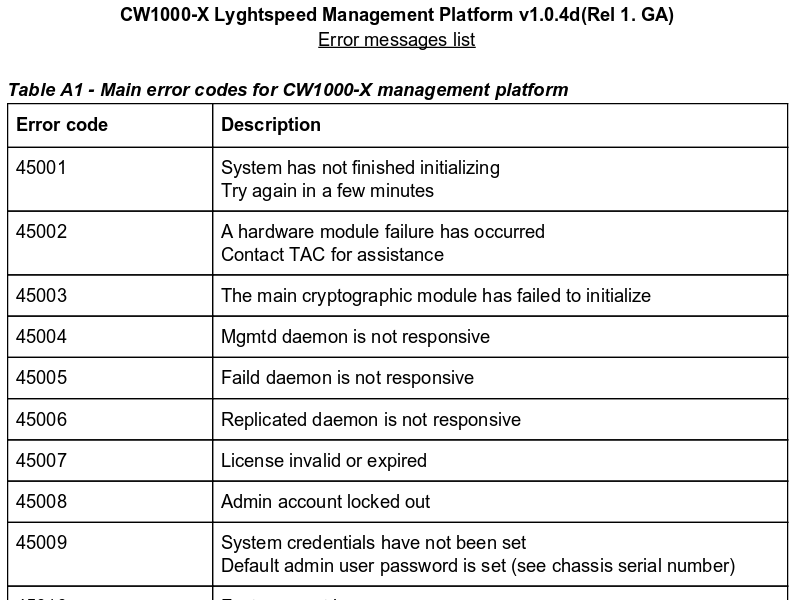 CW1000-X Lyghtspeed Management Platform v1.0.4d(Rel 1. GA)
Error messages list
Table A1 - Main error codes for CW1000-X management platform
Error code Description
45001 System has not finished initializing
Try again in a few minutes
45002 A hardware module failure has occurred
Contact TAC for assistance
45003 The main cryptographic module has failed to initialize
45004 Mgmtd daemon is not responsive
45005 Faild daemon is not responsive
45006 Replicated daemon is not responsive
45007 License invalid or expired
45008 Admin account locked out
45009 System credentials have not been set
Default admin user password is set (see chassis serial number)